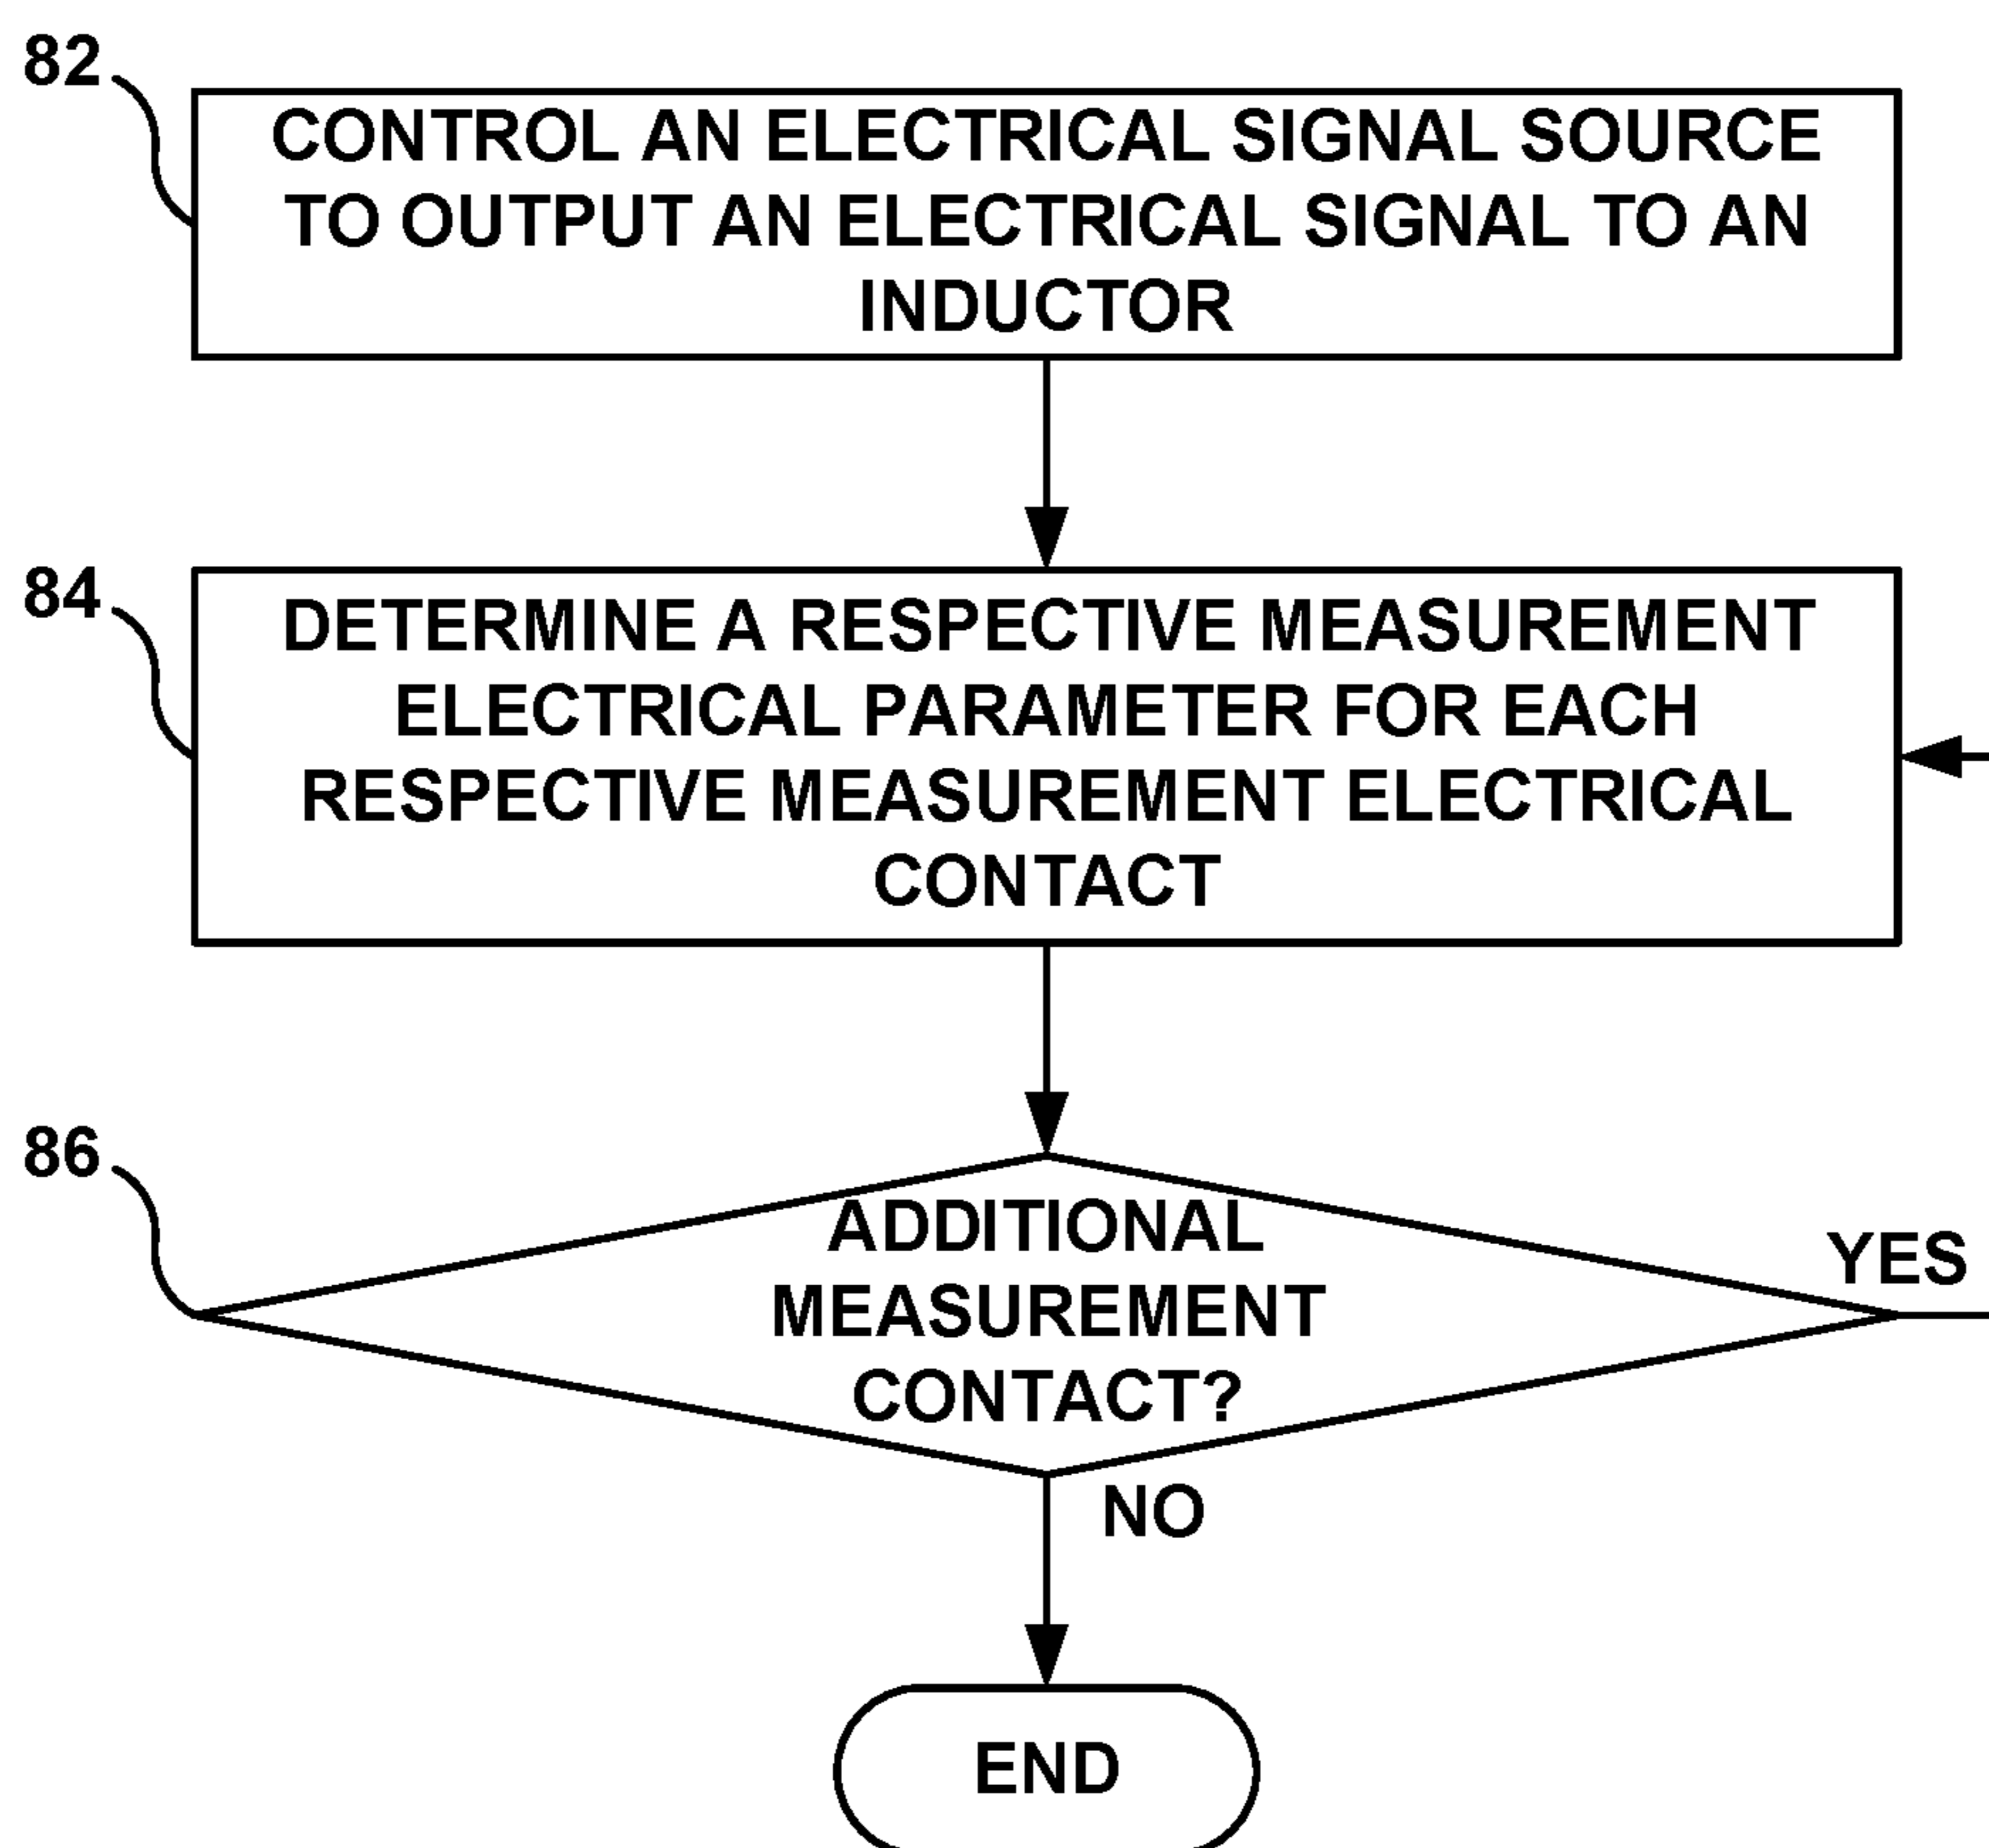 82
CONTROL AN ELECTRICAL SIGNAL SOURCE
TO OUTPUT AN ELECTRICAL SIGNAL TO AN
INDUCTOR
84
DETERMINE A RESPECTIVE MEASUREMENT
ELECTRICAL PARAMETER FOR EACH
RESPECTIVE MEASUREMENT ELECTRICAL
CONTACT
86
ADDITIONAL
MEASUREMENT
CONTACT?
YES
NO
END